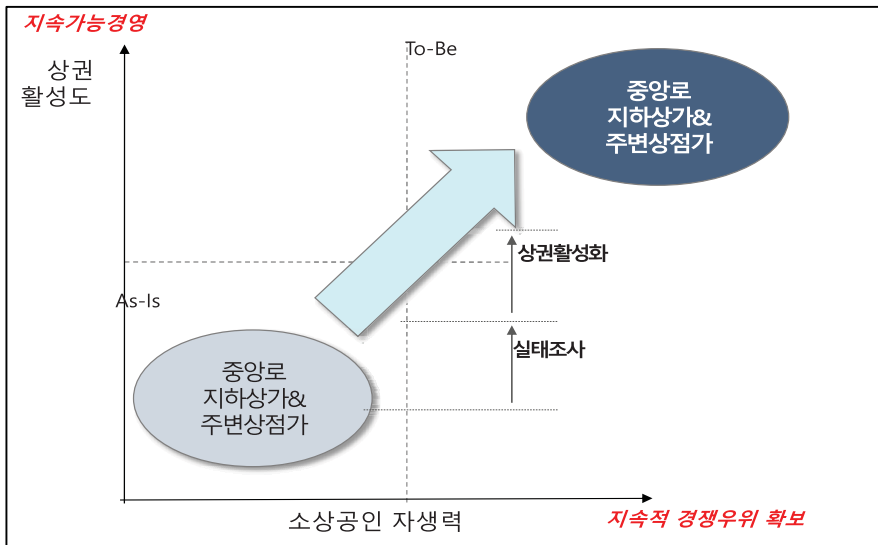 지속가능경영
상권
활성도
To-Be
중앙로
지하상가&
주변상점가
상권활성화
As-Is
실태조사
중앙로
지하상가&
주변상점가
소상공인 자생력
지속적 경쟁우위 확보